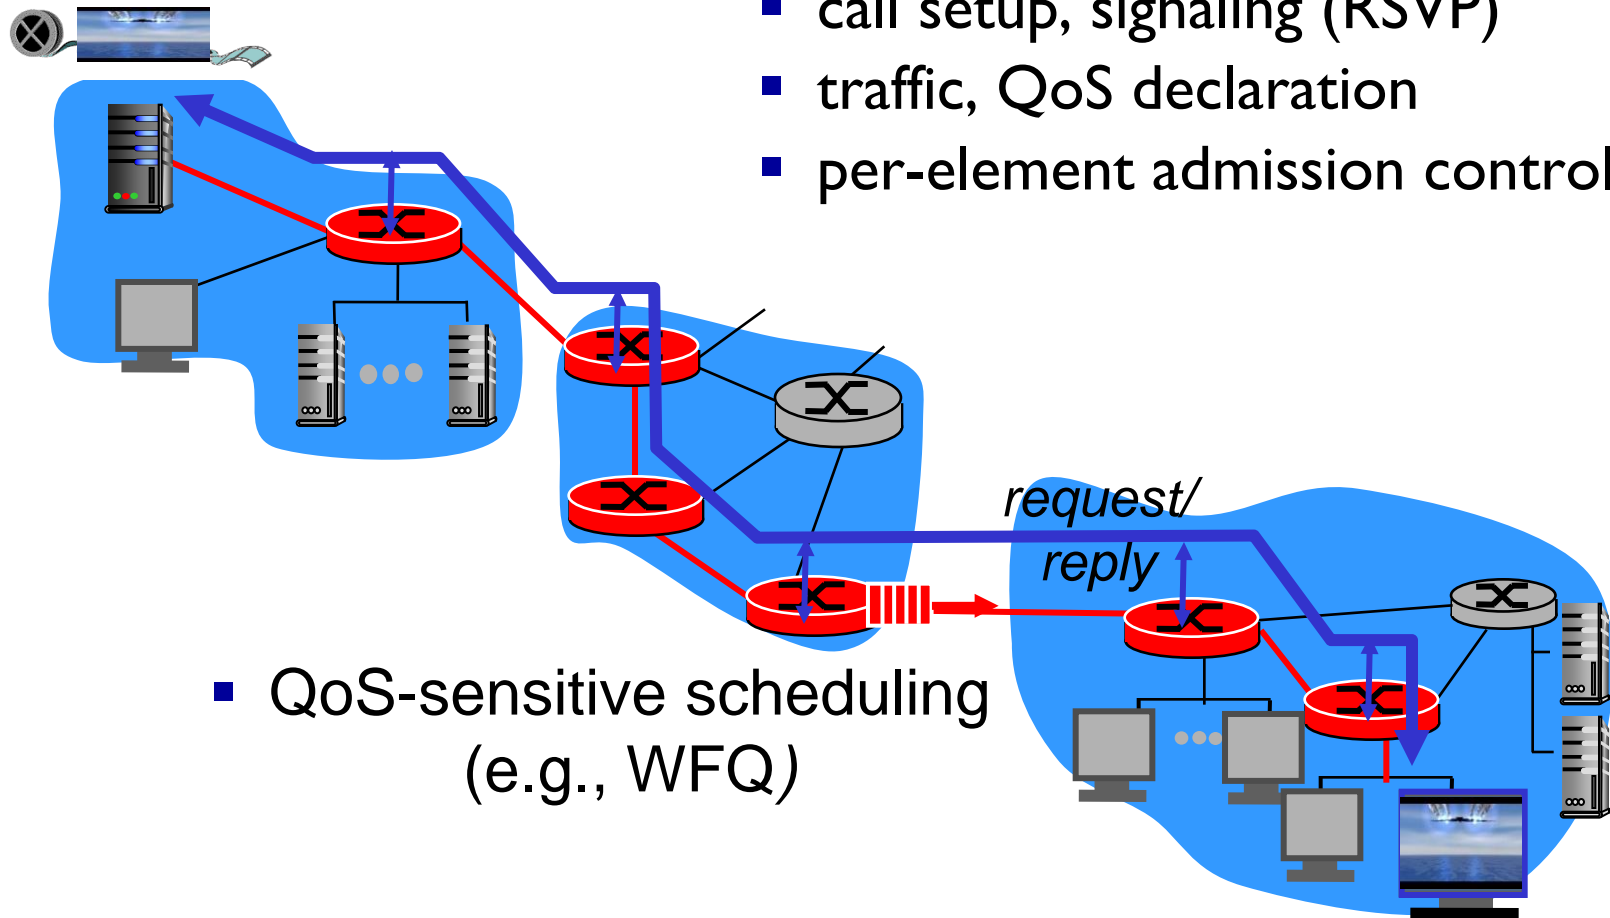 ▪ call setup, signaling (RSVP)
▪ traffic, QoS declaration
▪ per-element admission control
request/
reply
▪ QoS-sensitive scheduling
(e.g., WFQ)